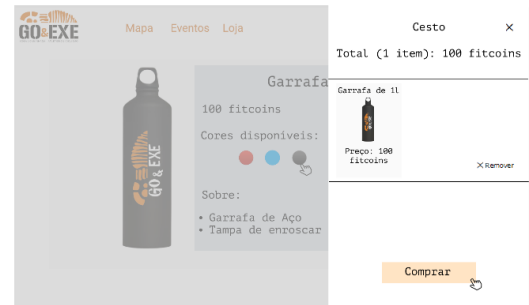 GO&EXE
Mapa Eventos Loja
Garrafa
100 fitcoins
Cores disponíveis:
Sobre:
• Garrafa de Aço
• Tampa de enroscar
GO & EXE
Cesto ×
Total (1 item): 100 fitcoins
Garrafa de 1l
Preço: 100
fitcoins
× Remover
Comprar